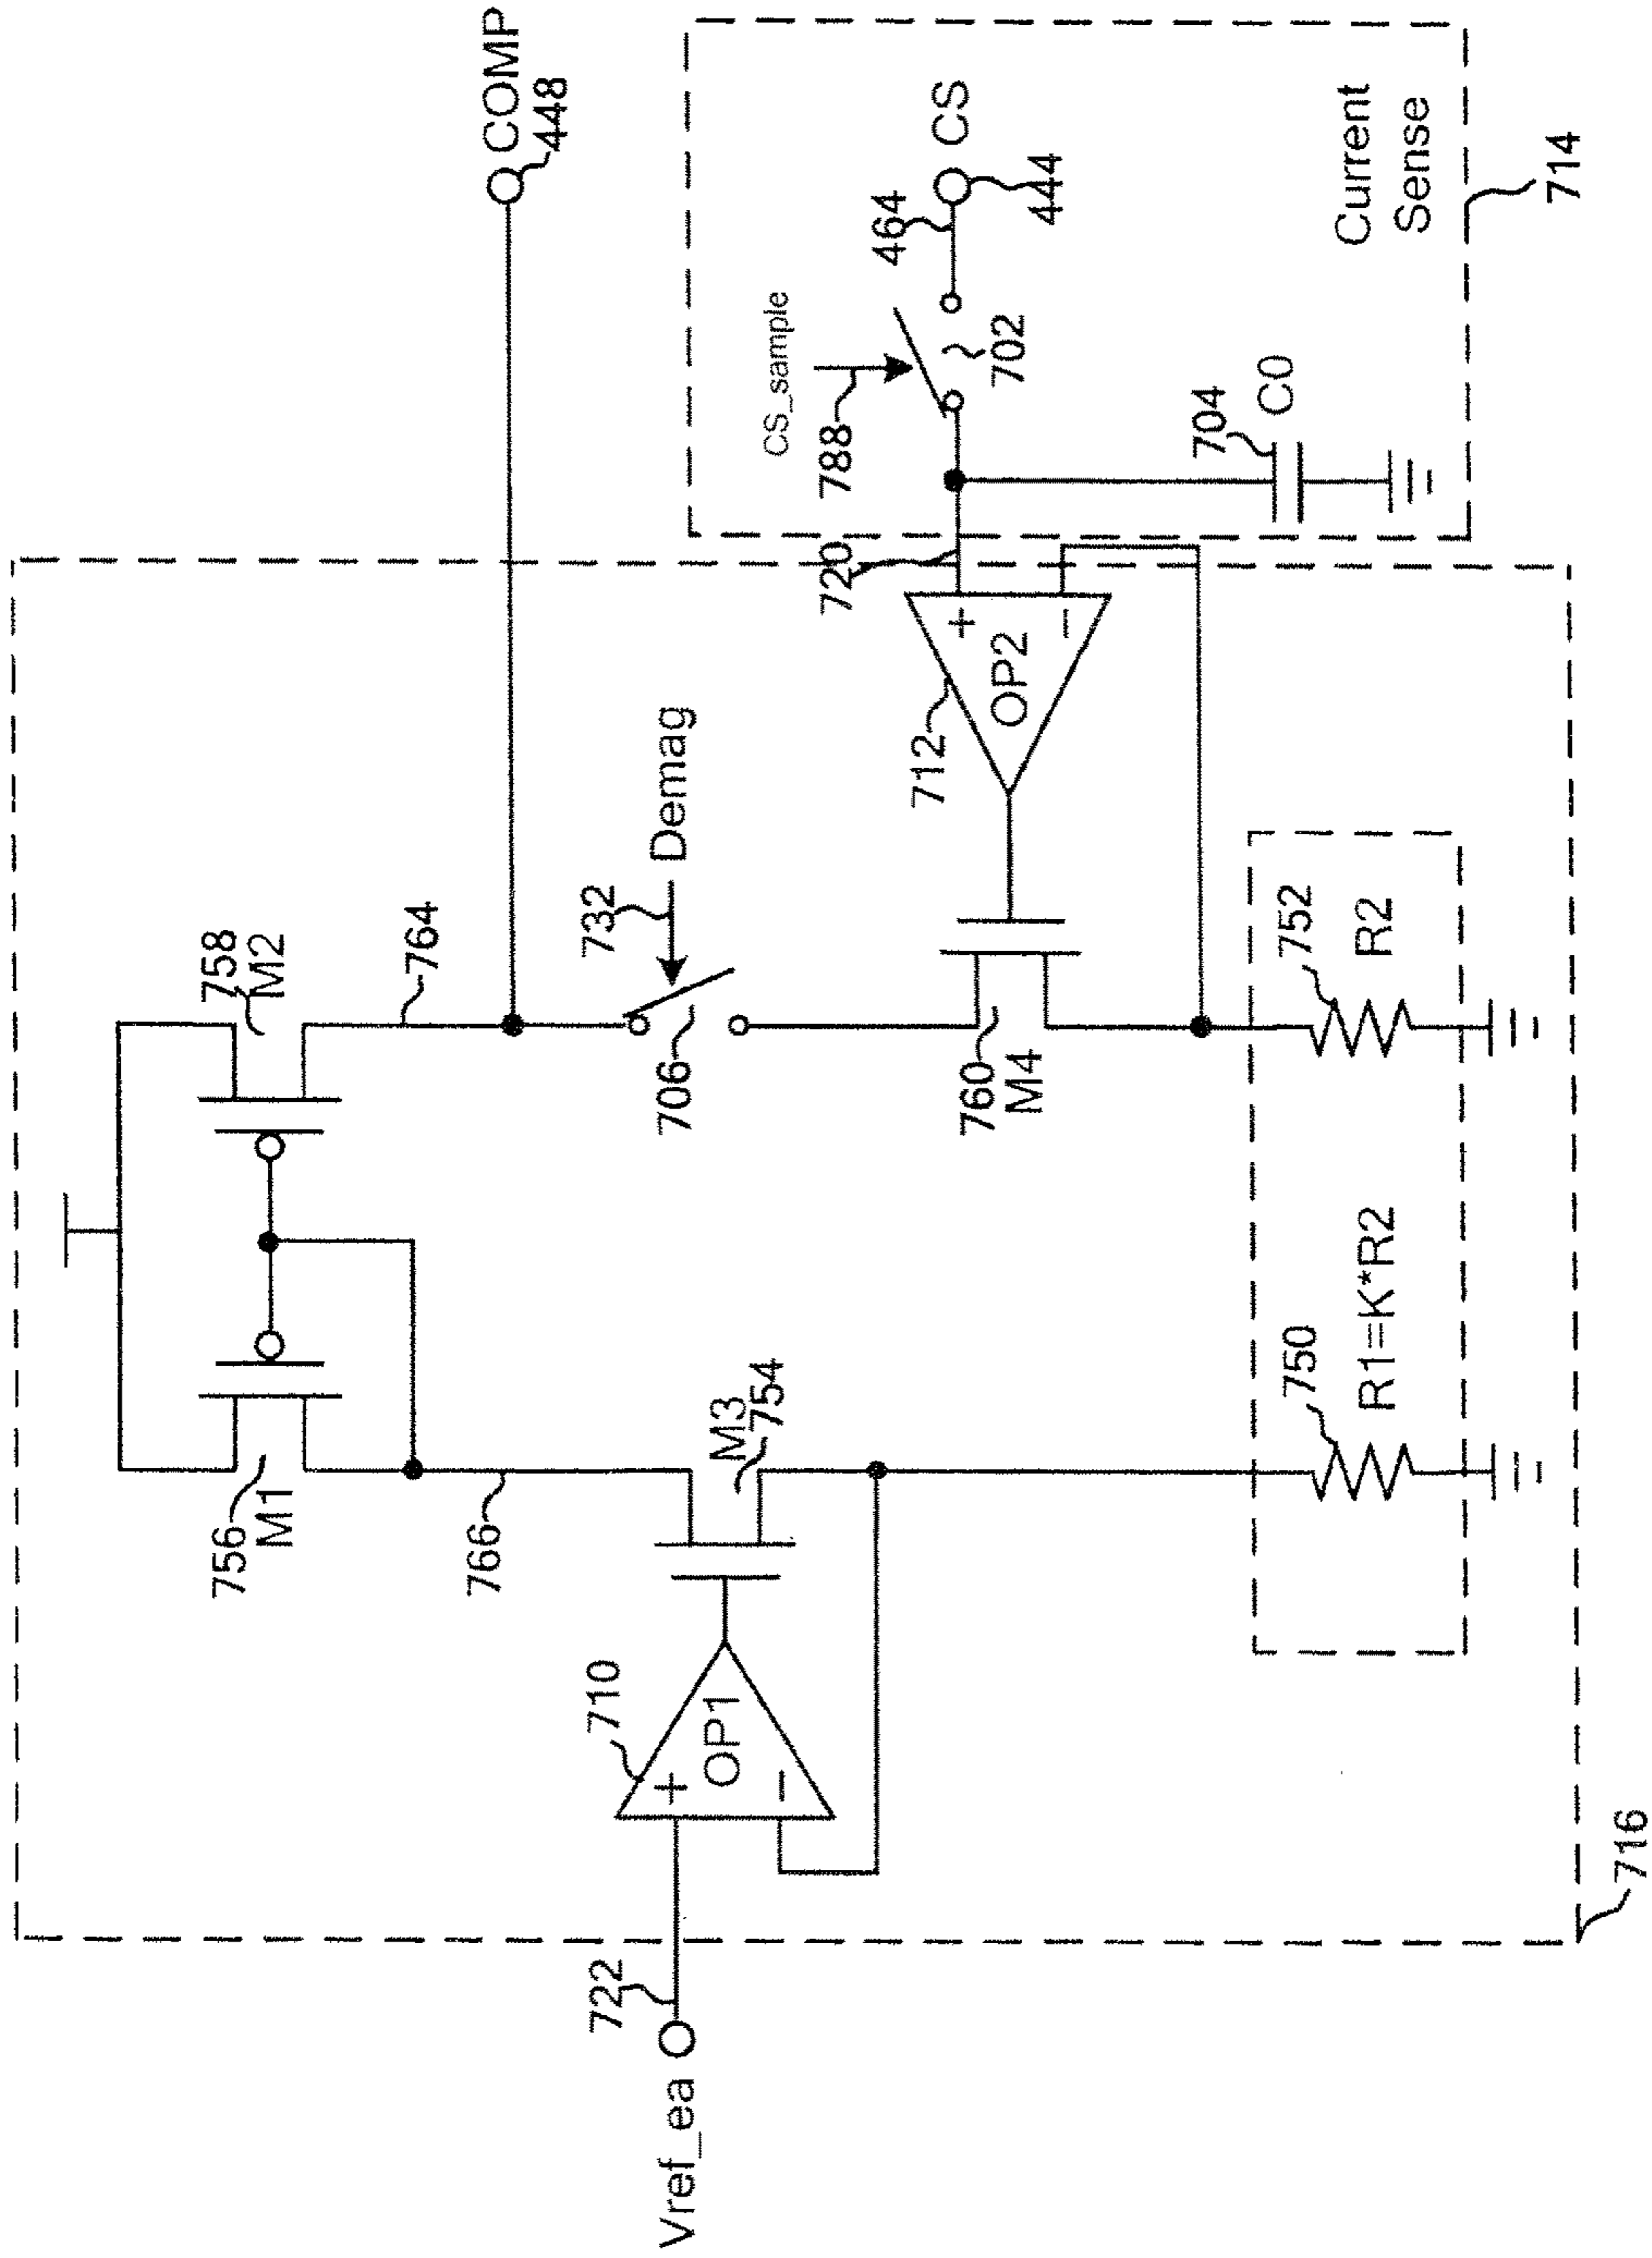 COMP
448
758
M2
764
756
M1
766
732
Demag
706
CS_sample
788
464
CS
444
702
720
704
C0
Current
Sense
714
+
OP2
−
712
760
M4
M3
754
710
+
OP1
−
722
Vref_ea
750
R1=K*R2
752
R2
716